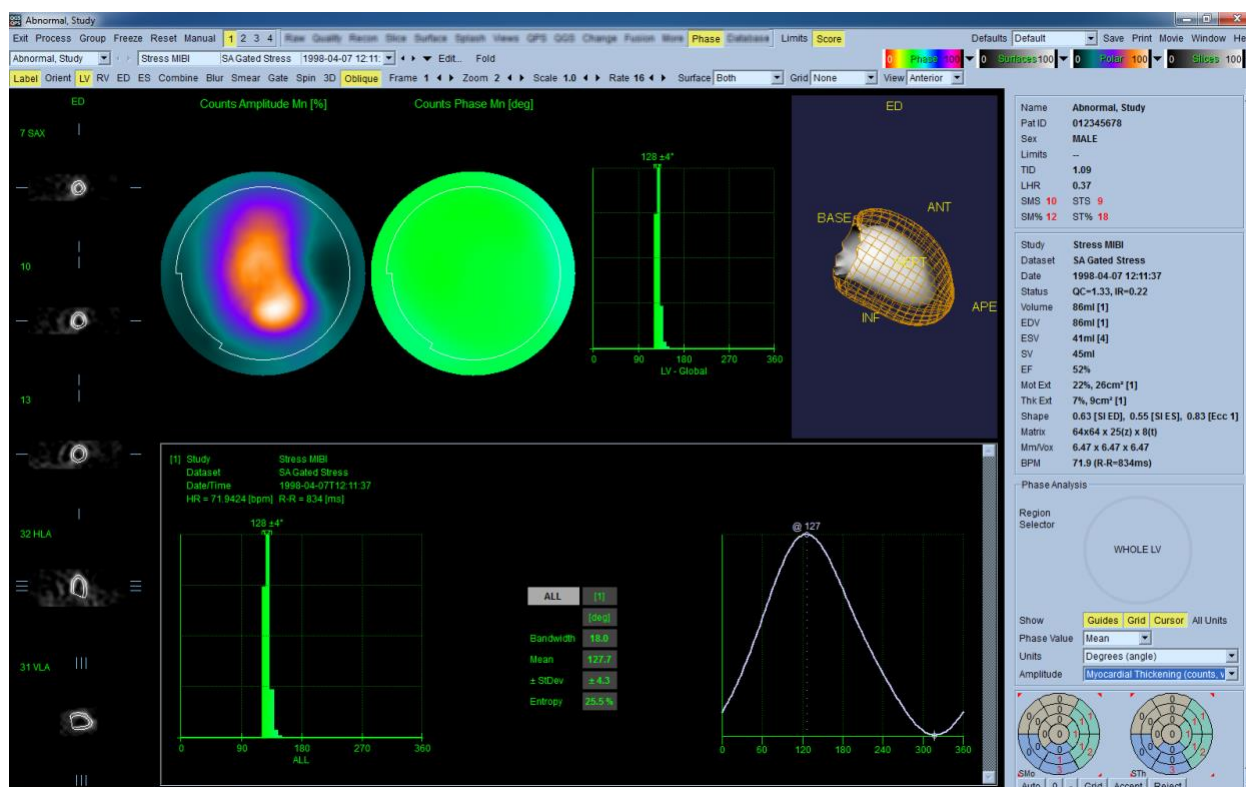 Abnormal, Study
Exit Process Group Freeze Reset Manual 1 2 3 4 Raw Quality Recon Slice Surface Splash Views QPS QGS Change Fusion More Phase Database Limits Score Defaults Default Save Print Movie Window He
Abnormal, Study Stress MIBI SA Gated Stress 1998-04-07 12:11: Edit... Fold 0 Phase 100 0 Surfaces 100 0 Polar 100 0 Slices 100
Label Orient LV RV ED ES Combine Blur Smear Gate Spin 3D Oblique Frame 1 Zoom 2 Scale 1.0 Rate 16 Surface Both Grid None View Anterior
ED
7 SAX
10
13
32 HLA
31 VLA
Counts Amplitude Mn [%]
Counts Phase Mn [deg]
128 ±4°
0 90 180 270 360
LV - Global
ED
BASE
ANT
SEPT
INF
APE
[1] Study Stress MIBI
Dataset SA Gated Stress
Date/Time 1998-04-07T12:11:37
HR = 71.9424 [bpm] R-R = 834 [ms]
128 ±4°
0 90 180 270 360
ALL
ALL [1]
[deg]
Bandwidth 18.0
Mean 127.7
± StDev ± 4.3
Entropy 25.5 %
@ 127
0 60 120 180 240 300 360
Name Abnormal, Study
Pat ID 012345678
Sex MALE
Limits --
TID 1.09
LHR 0.37
SMS 10 STS 9
SM% 12 ST% 18
Study Stress MIBI
Dataset SA Gated Stress
Date 1998-04-07 12:11:37
Status QC=1.33, IR=0.22
Volume 86ml [1]
EDV 86ml [1]
ESV 41ml [4]
SV 45ml
EF 52%
Mot Ext 22%, 26cm² [1]
Thk Ext 7%, 9cm² [1]
Shape 0.63 [SI ED], 0.55 [SI ES], 0.83 [Ecc 1]
Matrix 64x64 x 25(z) x 8(t)
Mm/Vox 6.47 x 6.47 x 6.47
BPM 71.9 (R-R=834ms)
Phase Analysis
Region
Selector
WHOLE LV
Show Guides Grid Cursor All Units
Phase Value Mean
Units Degrees (angle)
Amplitude Myocardial Thickening (counts, v
SMo
STh
Auto 0 - Grid Accept Reject